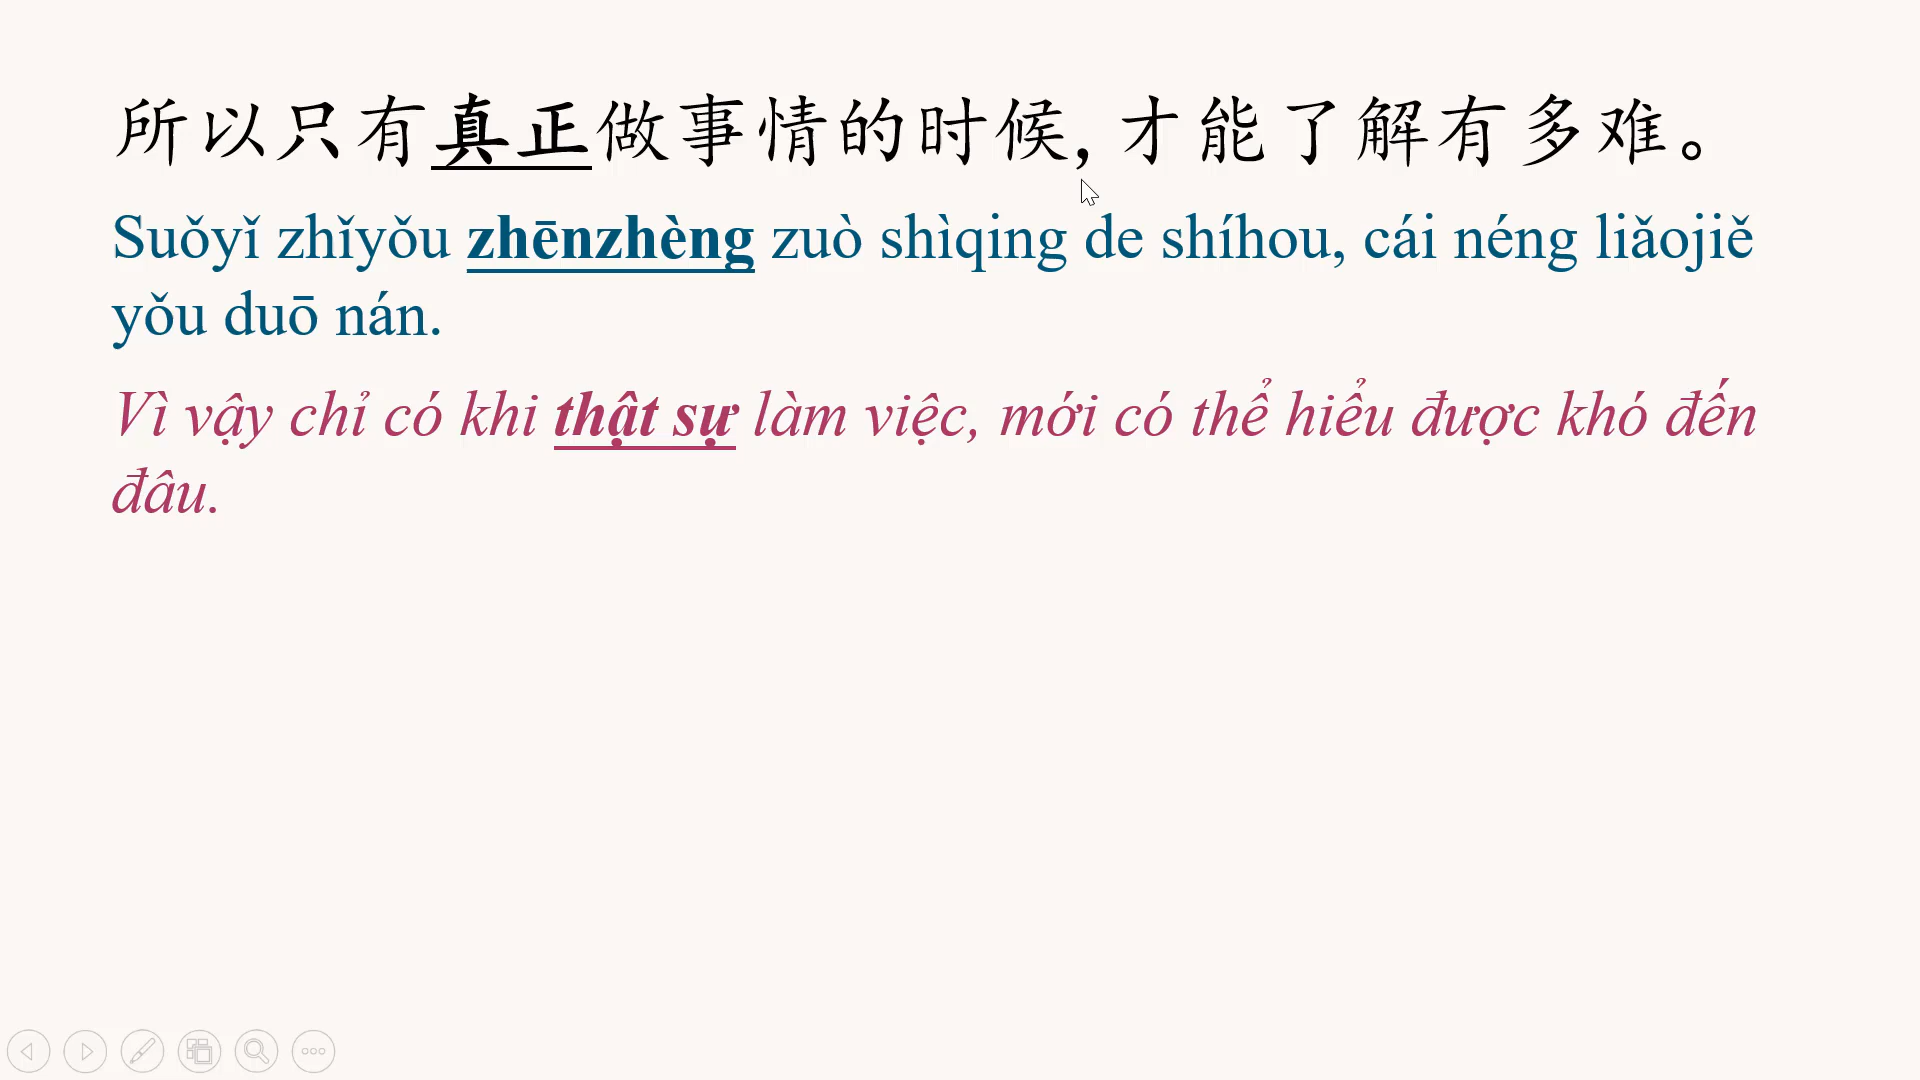 所以只有真正做事情的时候, 才能了解有多难。
Suǒyǐ zhǐyǒu zhēnzhèng zuò shìqing de shíhou, cái néng liǎojiě
yǒu duō nán.
Vì vậy chỉ có khi thật sự làm việc, mới có thể hiểu được khó đến
đâu.